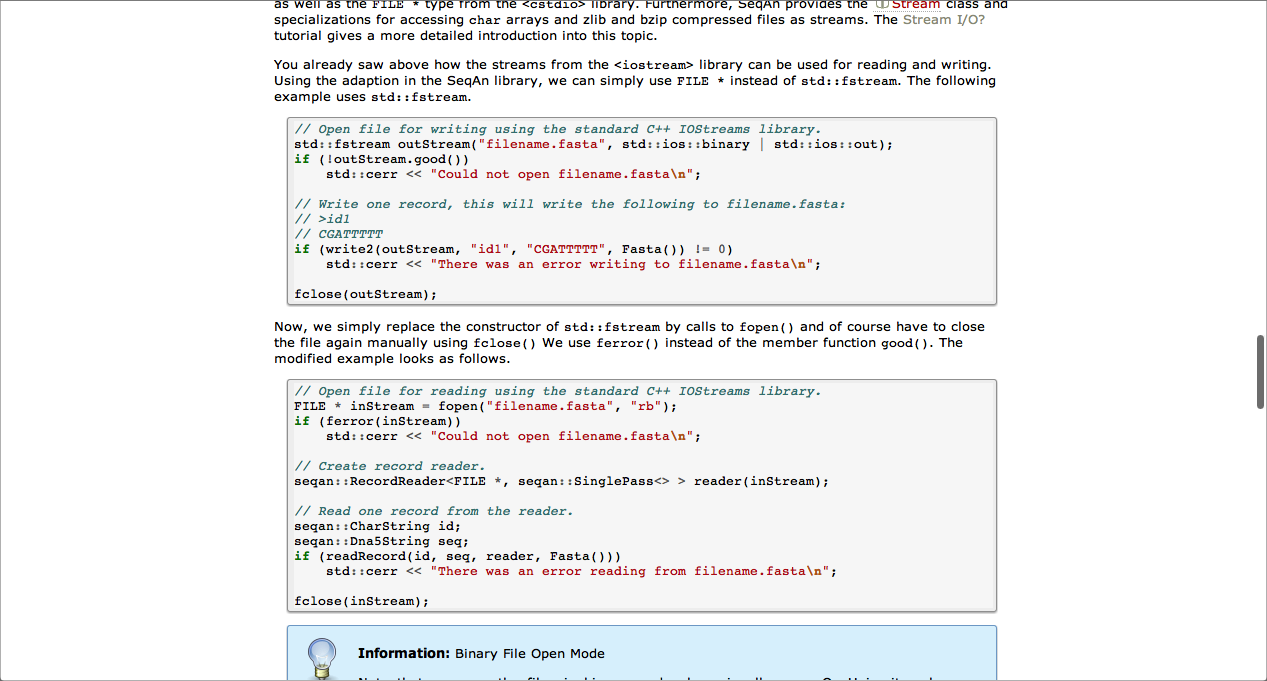 as well as the FILE * type from the <cstdio> library. Furthermore, SeqAn provides the Stream class and
specializations for accessing char arrays and zlib and bzip compressed files as streams. The Stream I/O?
tutorial gives a more detailed introduction into this topic.
You already saw above how the streams from the <iostream> library can be used for reading and writing.
Using the adaption in the SeqAn library, we can simply use FILE * instead of std::fstream. The following
example uses std::fstream.
// Open file for writing using the standard C++ IOStreams library.
std::fstream outStream("filename.fasta", std::ios::binary | std::ios::out);
if (!outStream.good())
    std::cerr << "Could not open filename.fasta\n";
// Write one record, this will write the following to filename.fasta:
// >id1
// CGATTTTT
if (write2(outStream, "id1", "CGATTTTT", Fasta()) != 0)
    std::cerr << "There was an error writing to filename.fasta\n";
fclose(outStream);
Now, we simply replace the constructor of std::fstream by calls to fopen() and of course have to close
the file again manually using fclose() We use ferror() instead of the member function good(). The
modified example looks as follows.
// Open file for reading using the standard C++ IOStreams library.
FILE * inStream = fopen("filename.fasta", "rb");
if (ferror(inStream))
    std::cerr << "Could not open filename.fasta\n";
// Create record reader.
seqan::RecordReader<FILE *, seqan::SinglePass<> > reader(inStream);
// Read one record from the reader.
seqan::CharString id;
seqan::Dna5String seq;
if (readRecord(id, seq, reader, Fasta()))
    std::cerr << "There was an error reading from filename.fasta\n";
fclose(inStream);
Information: Binary File Open Mode